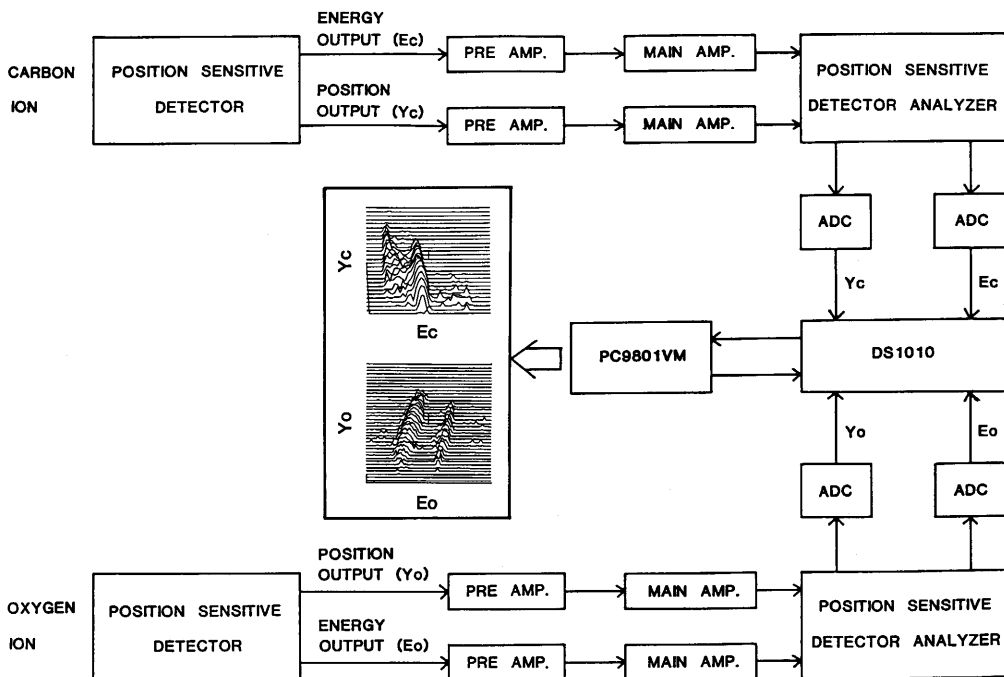 ENERGY
OUTPUT (Ec)
CARBON
ION
POSITION SENSITIVE
DETECTOR
POSITION
OUTPUT (Yc)
PRE AMP.
MAIN AMP.
PRE AMP.
MAIN AMP.
POSITION SENSITIVE
DETECTOR ANALYZER
ADC
ADC
Yc
Ec
Yc
Ec
Yo
Eo
PC9801VM
DS1010
Yo
Eo
ADC
ADC
OXYGEN
ION
POSITION SENSITIVE
DETECTOR
POSITION
OUTPUT (Yo)
ENERGY
OUTPUT (Eo)
PRE AMP.
MAIN AMP.
PRE AMP.
MAIN AMP.
POSITION SENSITIVE
DETECTOR ANALYZER